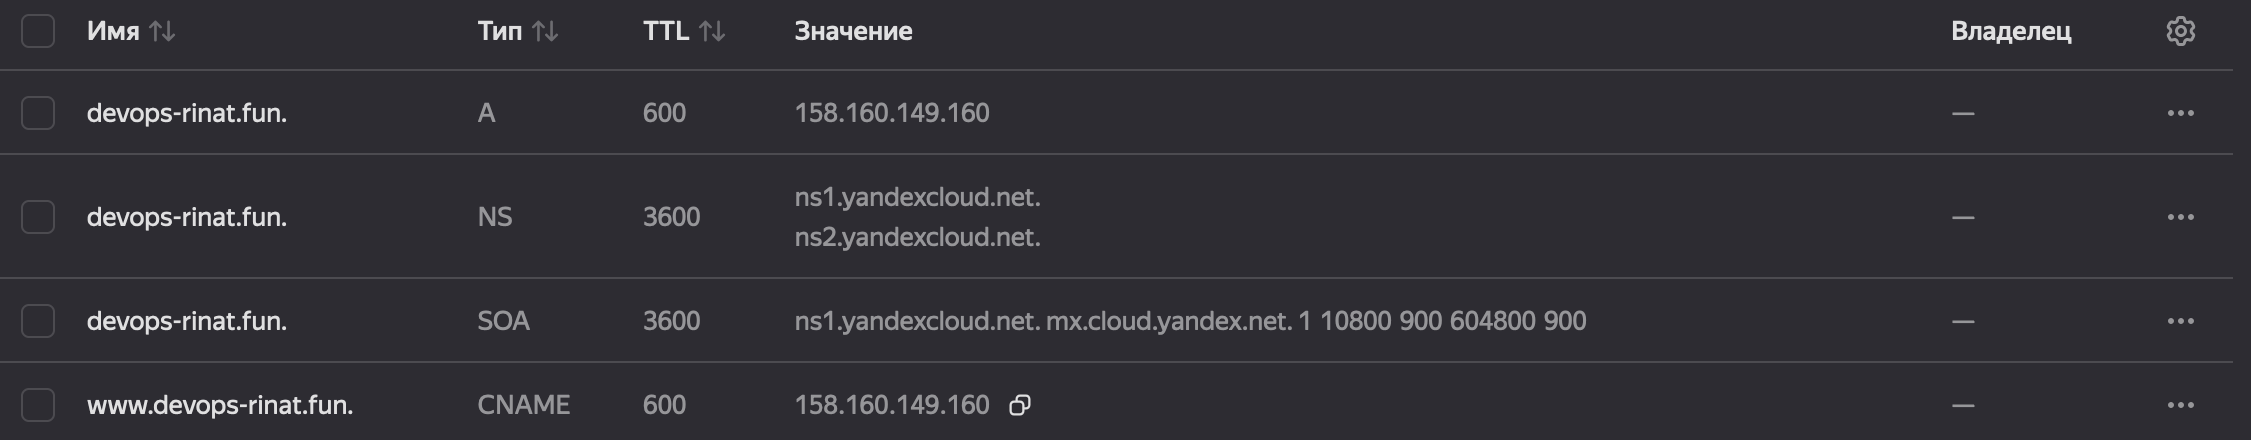 Имя Тип TTL Значение Владелец
devops-rinat.fun. A 600 158.160.149.160 —
devops-rinat.fun. NS 3600 ns1.yandexcloud.net.
ns2.yandexcloud.net. —
devops-rinat.fun. SOA 3600 ns1.yandexcloud.net. mx.cloud.yandex.net. 1 10800 900 604800 900 —
www.devops-rinat.fun. CNAME 600 158.160.149.160 —